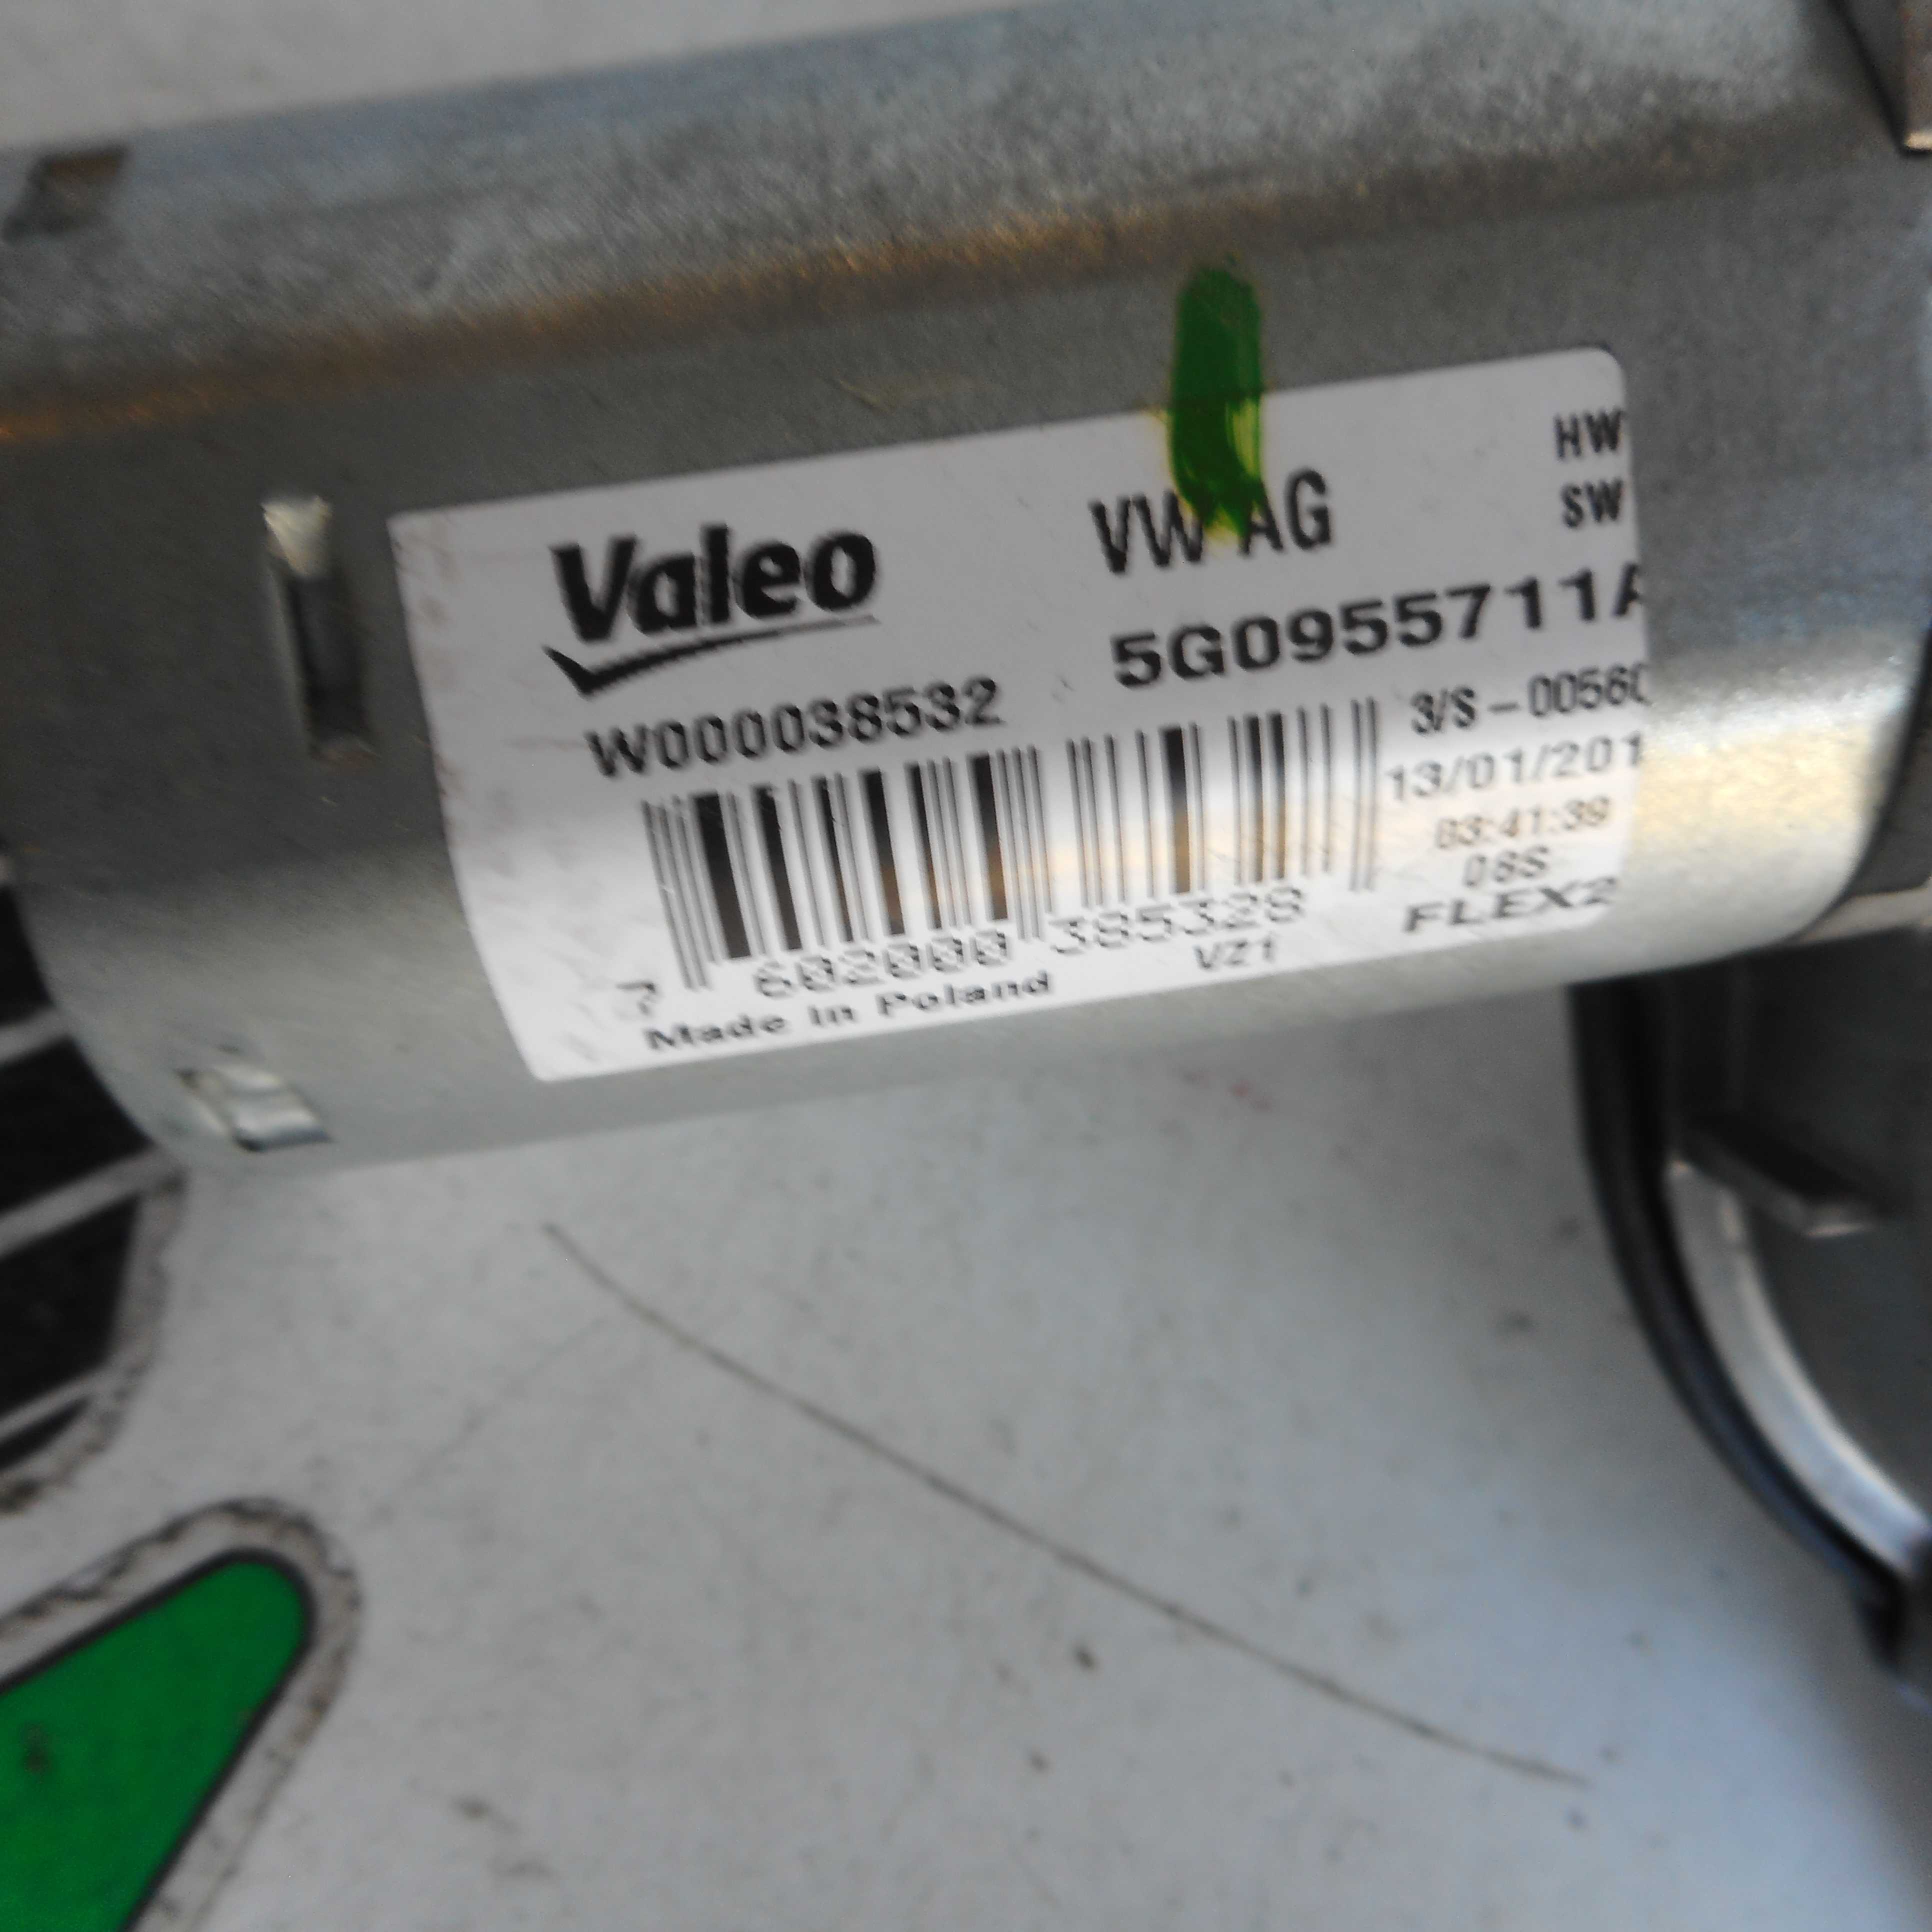 Valeo VW AG HW
SW
W000038532 5G0955711A
3/S-00560
13/01/201
03:41:39
08S
FLEX2
7 602000 385328
VZ1
Made In Poland